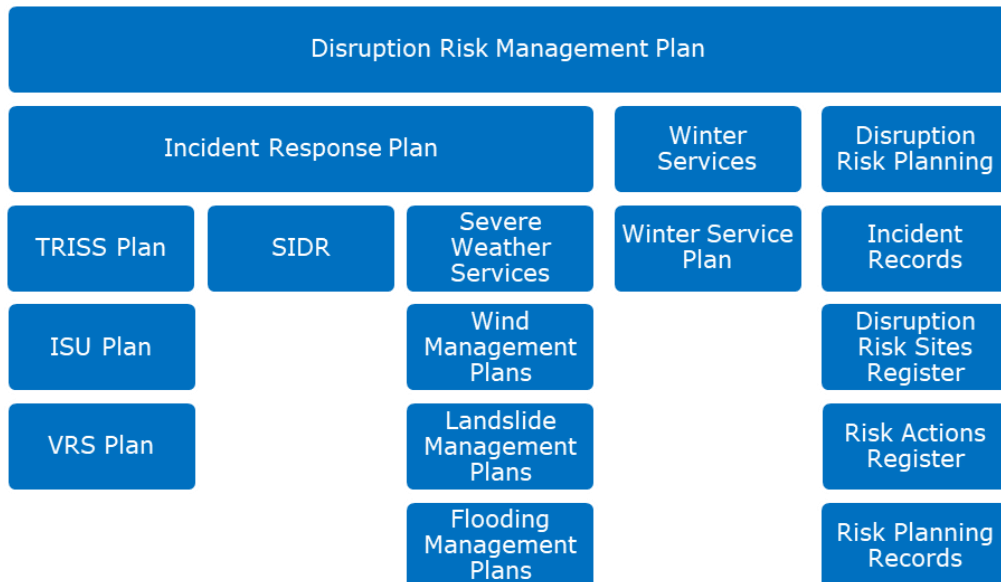 Disruption Risk Management Plan
Incident Response Plan
Winter
Services
Disruption
Risk Planning
TRISS Plan
SIDR
Severe
Weather
Services
Winter Service
Plan
Incident
Records
ISU Plan
Wind
Management
Plans
Disruption
Risk Sites
Register
VRS Plan
Landslide
Management
Plans
Risk Actions
Register
Flooding
Management
Plans
Risk Planning
Records